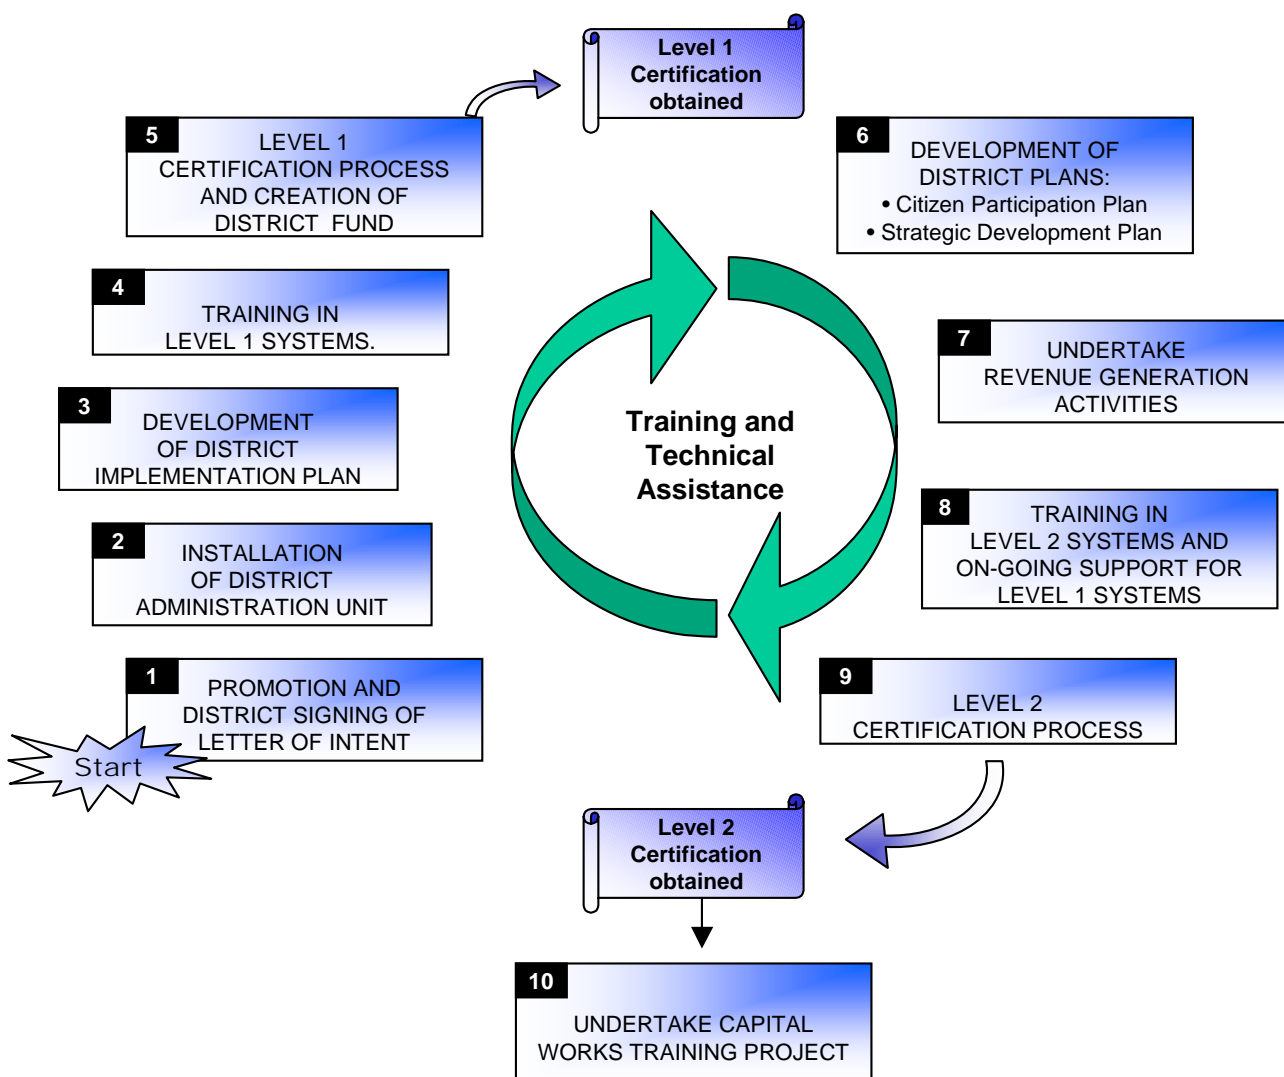 Level 1
Certification
obtained
5
LEVEL 1
CERTIFICATION PROCESS
AND CREATION OF
DISTRICT FUND
6
DEVELOPMENT OF
DISTRICT PLANS:
• Citizen Participation Plan
• Strategic Development Plan
4
TRAINING IN
LEVEL 1 SYSTEMS.
7
UNDERTAKE
REVENUE GENERATION
ACTIVITIES
3
DEVELOPMENT
OF DISTRICT
IMPLEMENTATION PLAN
Training and
Technical
Assistance
8
TRAINING IN
LEVEL 2 SYSTEMS AND
ON-GOING SUPPORT FOR
LEVEL 1 SYSTEMS
2
INSTALLATION
OF DISTRICT
ADMINISTRATION UNIT
1
PROMOTION AND
DISTRICT SIGNING OF
LETTER OF INTENT
Start
9
LEVEL 2
CERTIFICATION PROCESS
Level 2
Certification
obtained
10
UNDERTAKE CAPITAL
WORKS TRAINING PROJECT